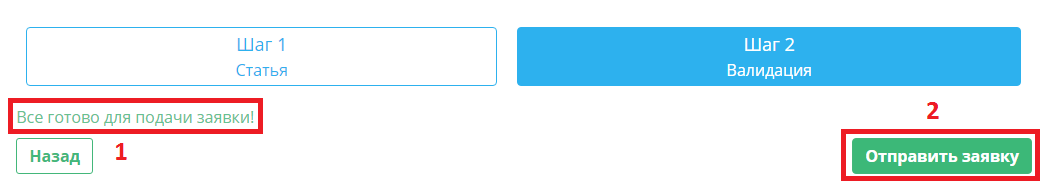 Шаг 1
Статья
Шаг 2
Валидация
Все готово для подачи заявки!
2
Назад
1
Отправить заявку